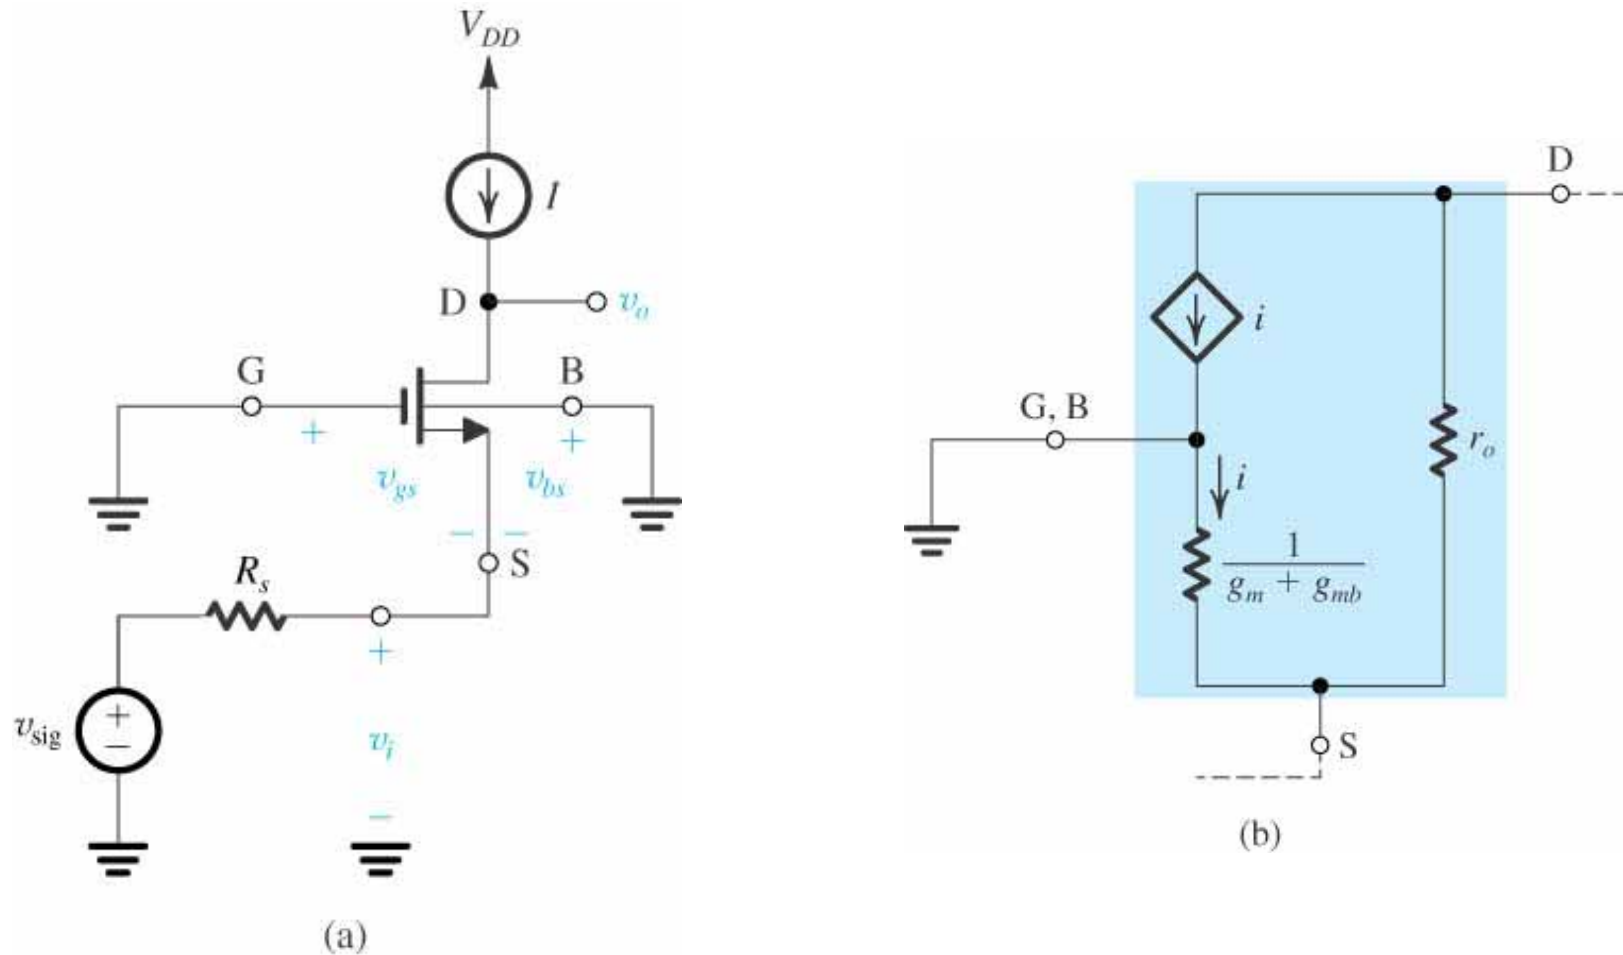 V_DD
I
D
v_o
G
B
+
+
v_gs
v_bs
−
−
S
R_s
+
+
−
v_sig
v_i
−
(a)
D
i
G, B
i
r_o
1
g_m + g_mb
S
(b)